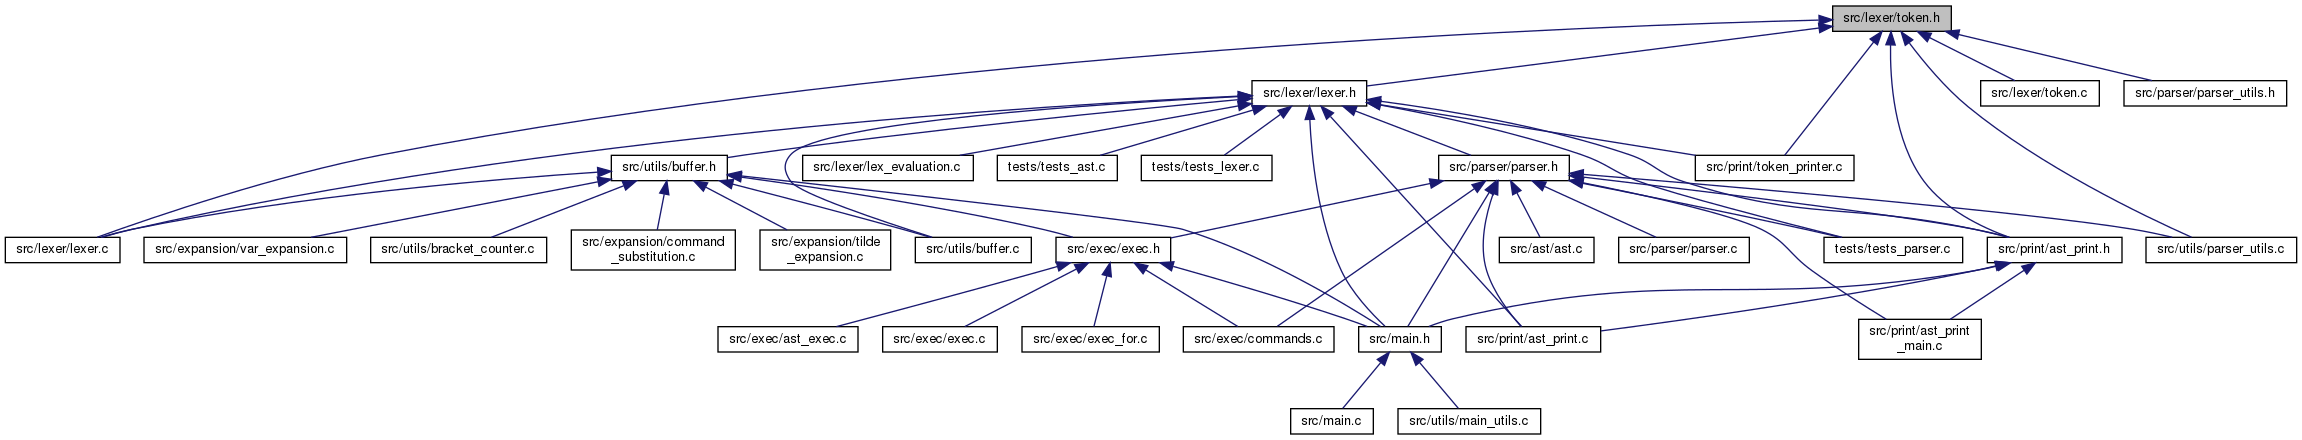 src/lexer/token.h
src/lexer/lexer.h
src/lexer/token.c
src/parser/parser_utils.h
src/utils/buffer.h
src/lexer/lex_evaluation.c
tests/tests_ast.c
tests/tests_lexer.c
src/parser/parser.h
src/print/token_printer.c
src/lexer/lexer.c
src/expansion/var_expansion.c
src/utils/bracket_counter.c
src/expansion/command
_substitution.c
src/expansion/tilde
_expansion.c
src/utils/buffer.c
src/exec/exec.h
src/ast/ast.c
src/parser/parser.c
tests/tests_parser.c
src/print/ast_print.h
src/utils/parser_utils.c
src/exec/ast_exec.c
src/exec/exec.c
src/exec/exec_for.c
src/exec/commands.c
src/main.h
src/print/ast_print.c
src/print/ast_print
_main.c
src/main.c
src/utils/main_utils.c